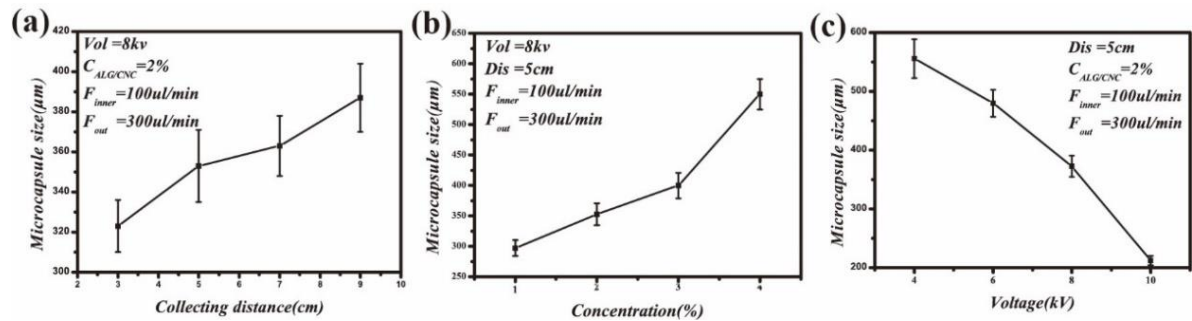 (a)
420
400
380
360
340
320
300
Microcapsule size(μm)
Vol =8kv
C_ALG/CNC=2%
F_inner=100ul/min
F_out=300ul/min
2 3 4 5 6 7 8 9 10
Collecting distance(cm)
(b)
650
600
550
500
450
400
350
300
250
Microcapsule size(μm)
Vol =8kv
Dis =5cm
F_inner=100ul/min
F_out=300ul/min
1 2 3 4
Concentration(%)
(c)
600
500
400
300
200
Microcapsule size(μm)
Dis =5cm
C_ALG/CNC=2%
F_inner=100ul/min
F_out=300ul/min
4 6 8 10
Voltage(kV)